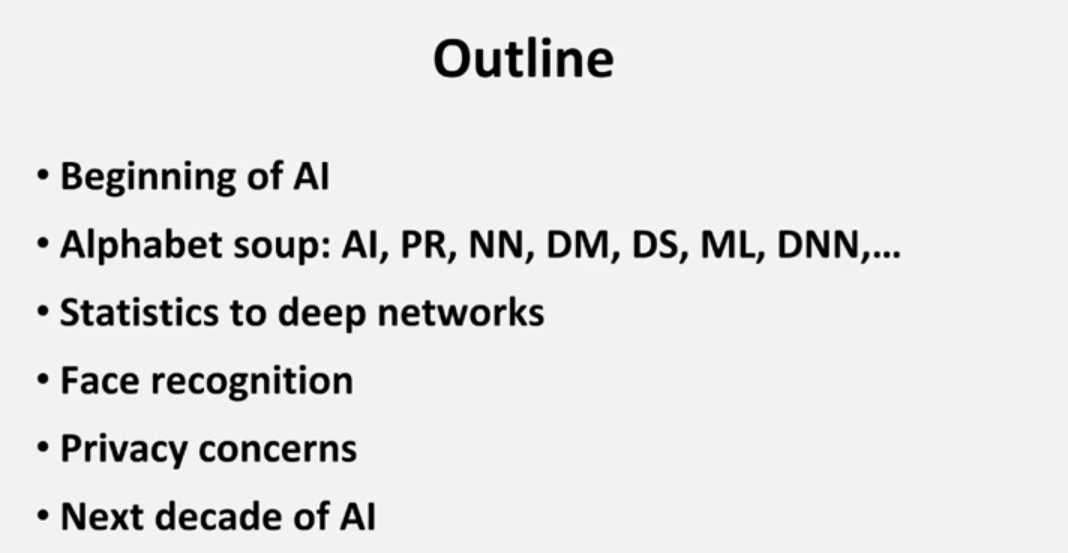 Outline
• Beginning of AI
• Alphabet soup: AI, PR, NN, DM, DS, ML, DNN,...
• Statistics to deep networks
• Face recognition
• Privacy concerns
• Next decade of AI